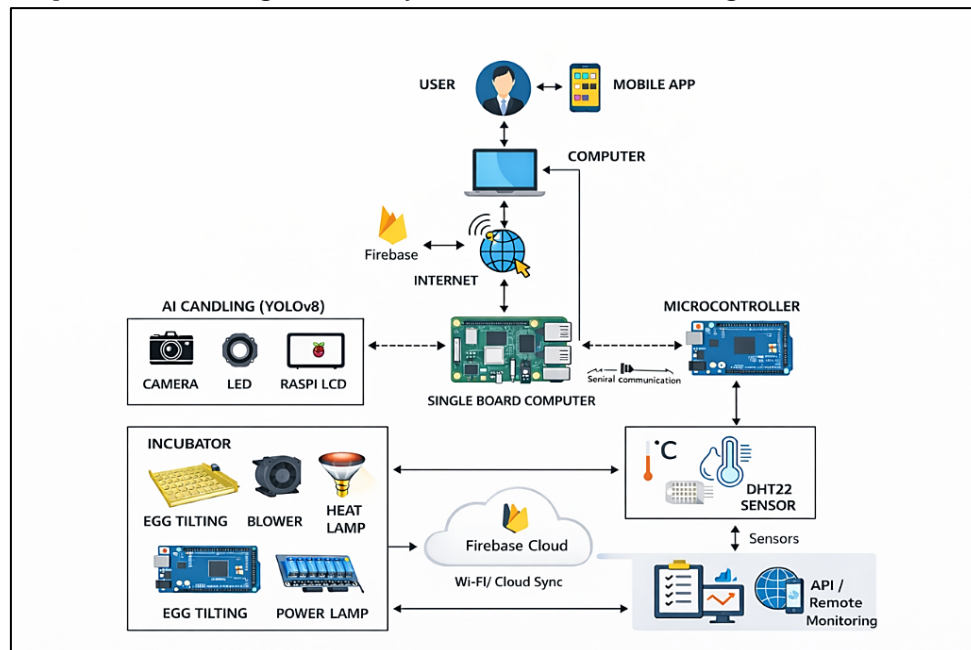 USER
MOBILE APP
COMPUTER
Firebase
INTERNET
AI CANDLING (YOLOv8)
CAMERA
LED
RASPI LCD
SINGLE BOARD COMPUTER
Seniral communication
MICROCONTROLLER
INCUBATOR
EGG TILTING
BLOWER
HEAT
LAMP
EGG TILTING
POWER LAMP
Firebase Cloud
Wi-FI/ Cloud Sync
°C
DHT22
SENSOR
Sensors
API /
Remote
Monitoring